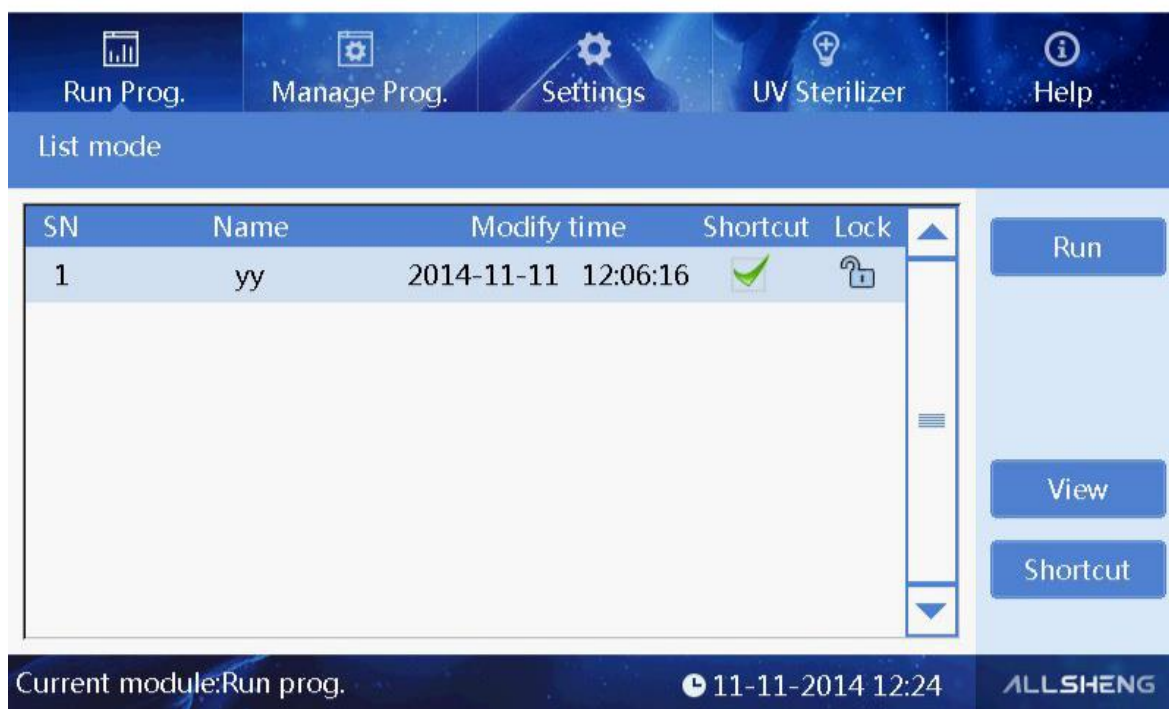 Run Prog. Manage Prog. Settings UV Sterilizer Help
List mode
SN Name Modify time Shortcut Lock
1 yy 2014-11-11 12:06:16
Run
View
Shortcut
Current module:Run prog. 11-11-2014 12:24 ALLSHENG